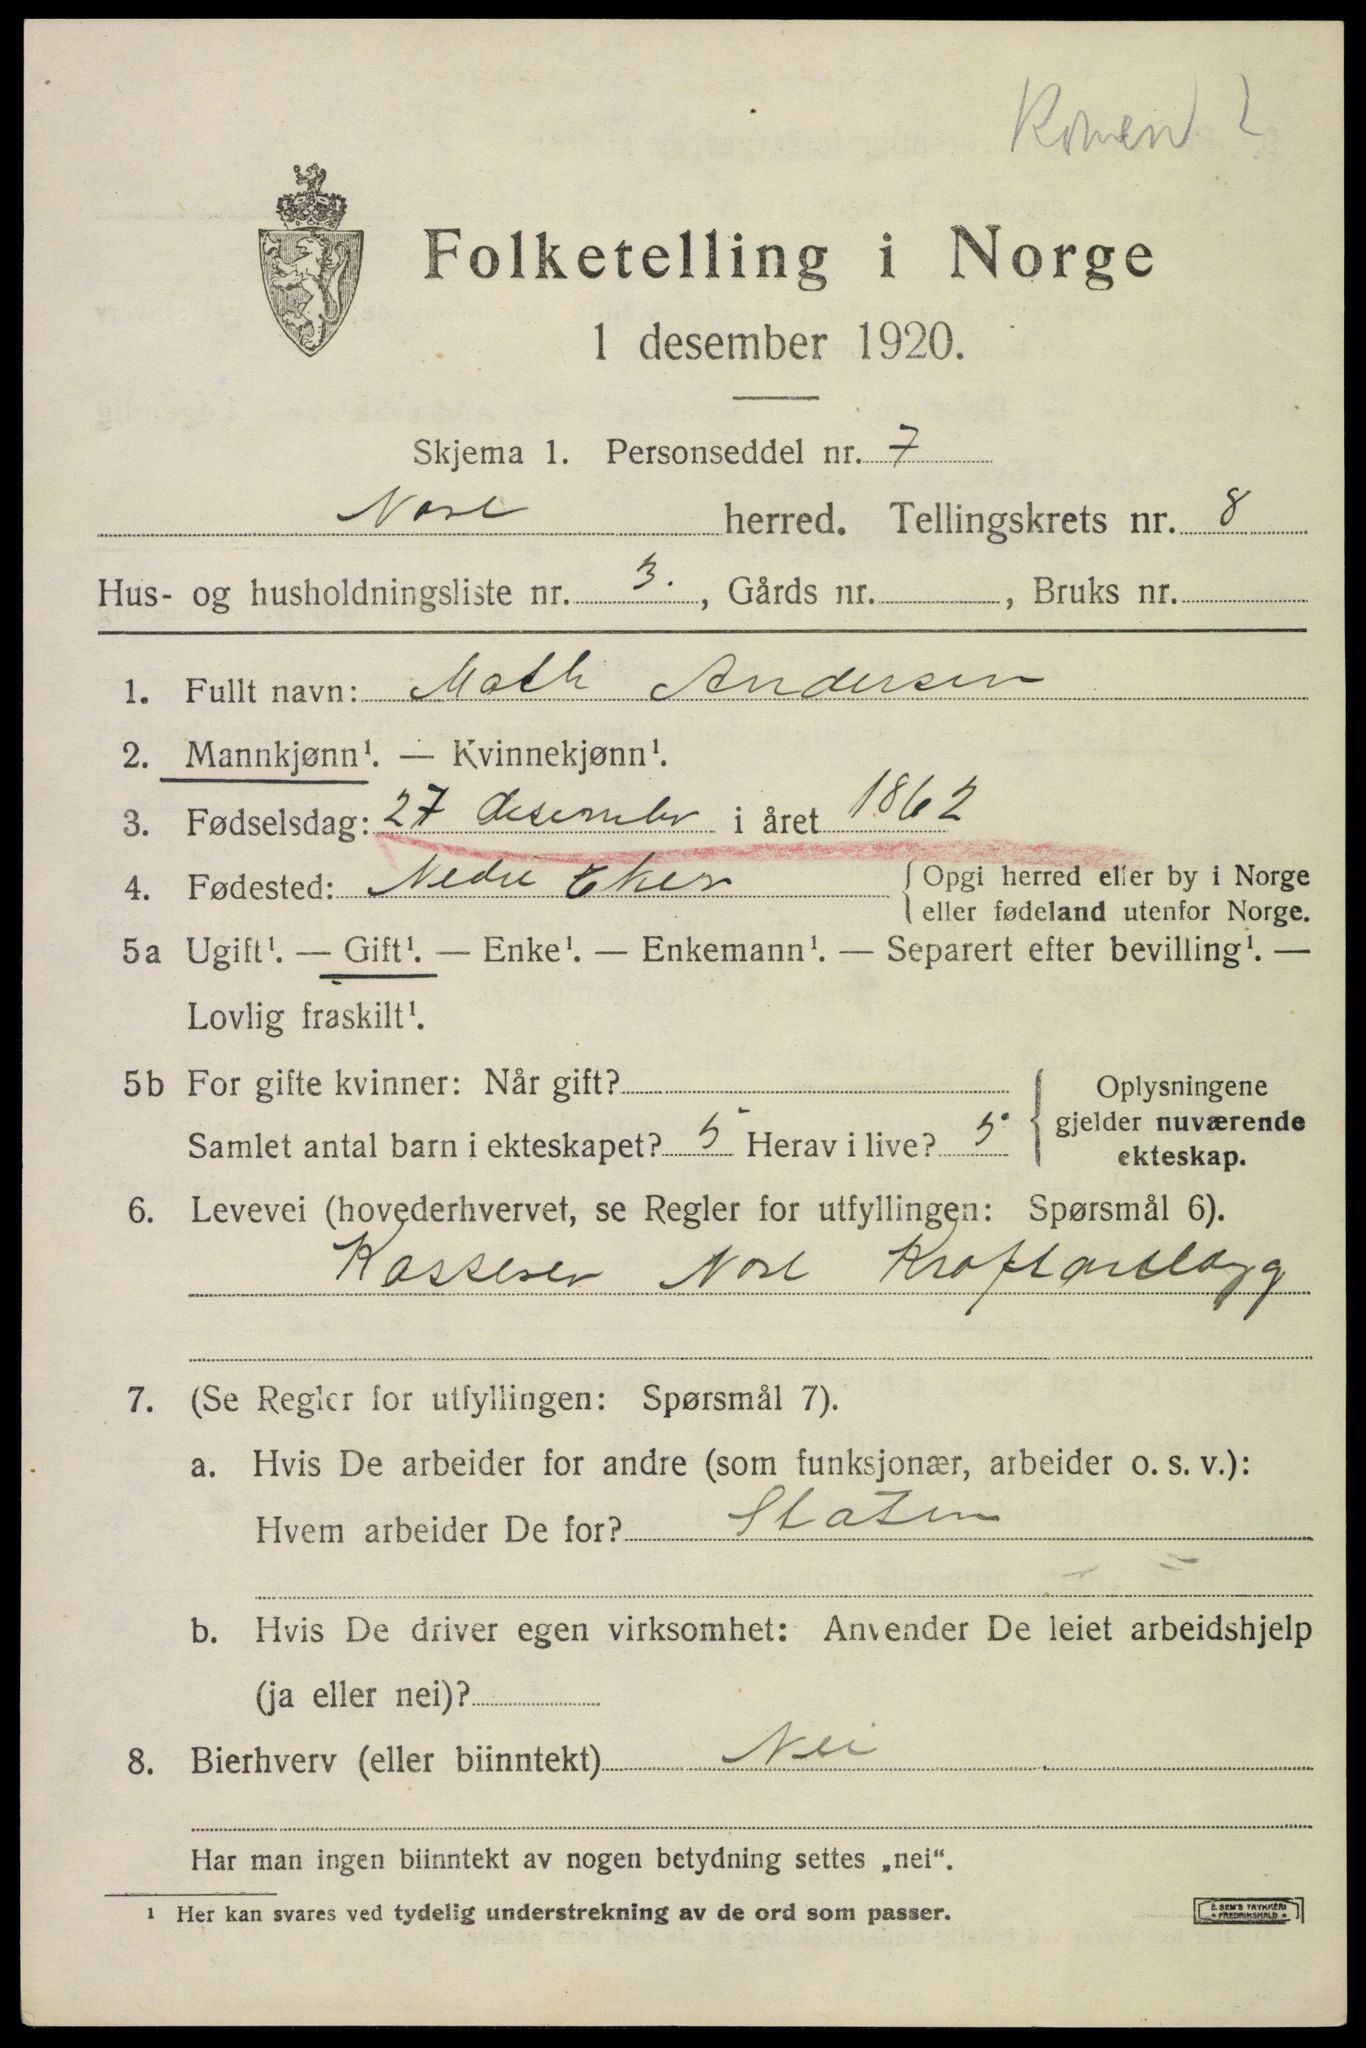 Folketelling i Norge
1 desember 1920.
Skjema 1. Personseddel nr. 7
Nore herred. Tellingskrets nr. 8
Hus- og husholdningsliste nr. 3. , Gårds nr. , Bruks nr.
1. Fullt navn: Math Andersen
2. Mannkjønn¹. — Kvinnekjønn¹.
3. Fødselsdag: 27 desember i året 1862
4. Fødested: Nedre Eker
{ Opgi herred eller by i Norge
eller fødeland utenfor Norge.
5a Ugift¹. — Gift¹. — Enke¹. — Enkemann¹. — Separert efter bevilling¹. —
Lovlig fraskilt¹.
5b For gifte kvinner: Når gift?
Samlet antal barn i ekteskapet? 5 Herav i live? 5
{ Oplysningene
gjelder nuværende
ekteskap.
6. Levevei (hovederhvervet, se Regler for utfyllingen: Spørsmål 6).
Kasserer Nore Kraftanlægg
7. (Se Regler for utfyllingen: Spørsmål 7).
a. Hvis De arbeider for andre (som funksjonær, arbeider o. s. v.):
Hvem arbeider De for? Staten
b. Hvis De driver egen virksomhet: Anvender De leiet arbeidshjelp
(ja eller nei)?
8. Bierhverv (eller biinntekt) Nei
Har man ingen biinntekt av nogen betydning settes „nei“.
¹ Her kan svares ved tydelig understrekning av de ord som passer.
E. SEM'S TRYKKERI
FREDRIKSHALD